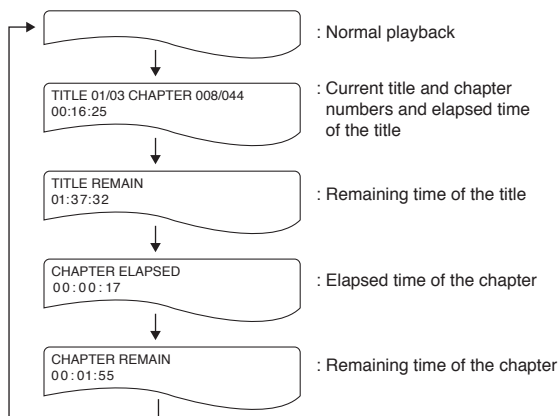 : Normal playback
TITLE 01/03 CHAPTER 008/044
00:16:25
: Current title and chapter
numbers and elapsed time
of the title
TITLE REMAIN
01:37:32
: Remaining time of the title
CHAPTER ELAPSED
00:00:17
: Elapsed time of the chapter
CHAPTER REMAIN
00:01:55
: Remaining time of the chapter